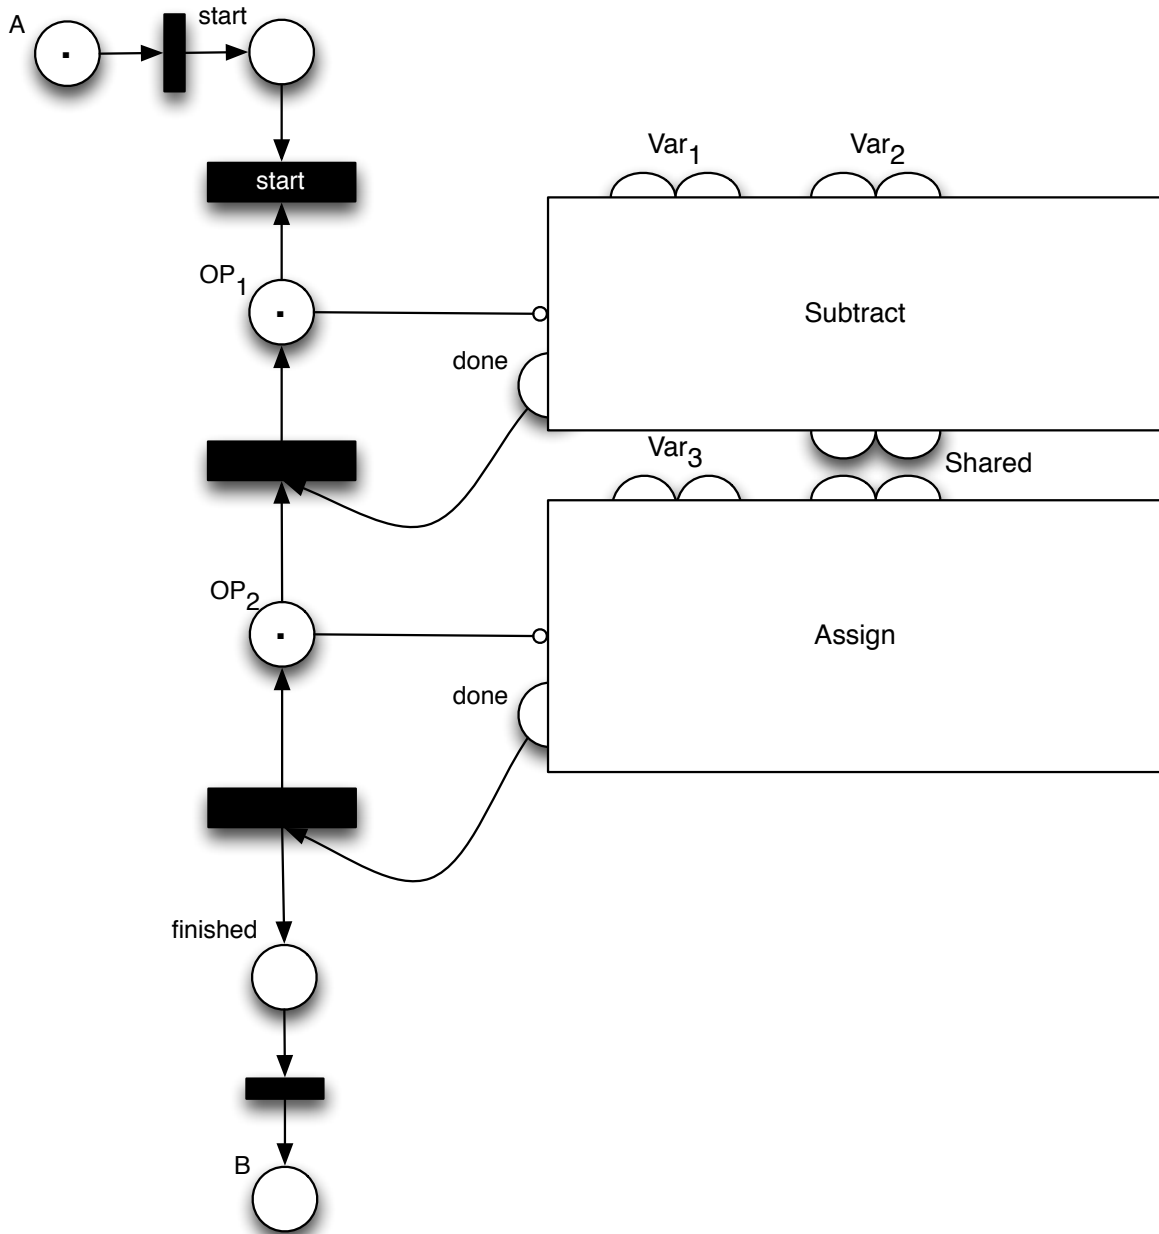 A
start
start
Var1
Var2
OP1
Subtract
done
Var3
Shared
OP2
Assign
done
finished
B